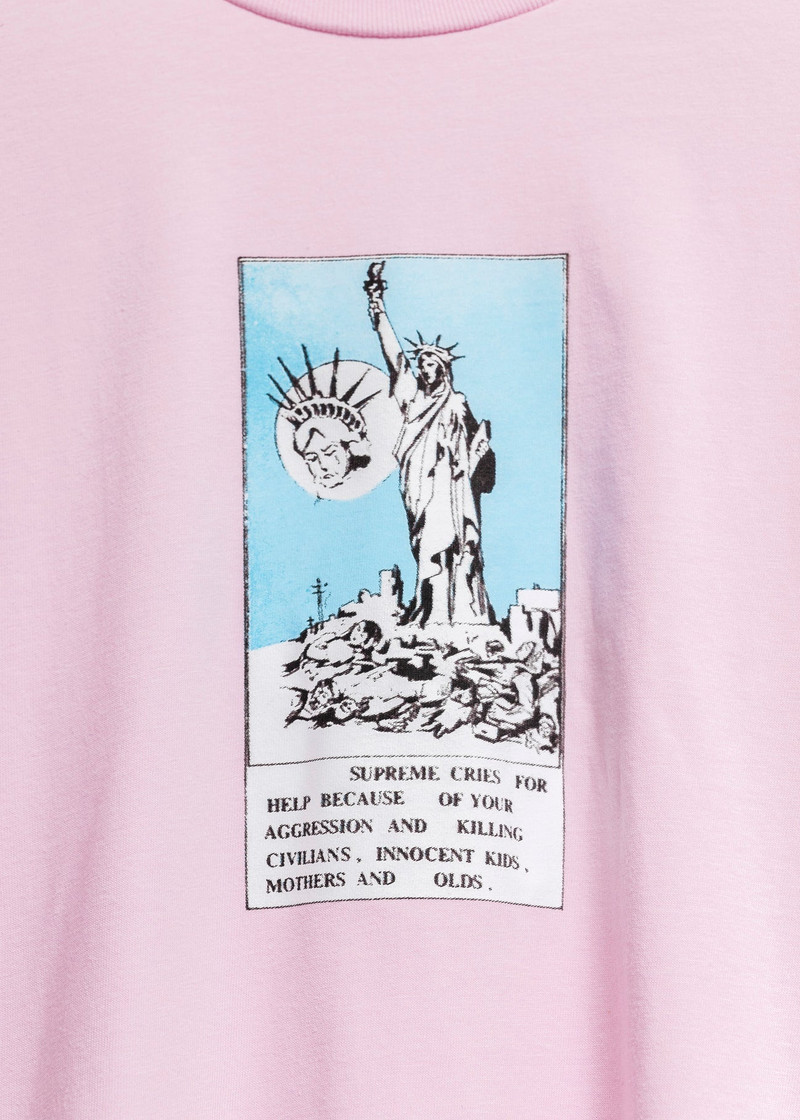 SUPREME CRIES FOR
HELP BECAUSE OF YOUR
AGGRESSION AND KILLING
CIVILIANS, INNOCENT KIDS,
MOTHERS AND OLDS.